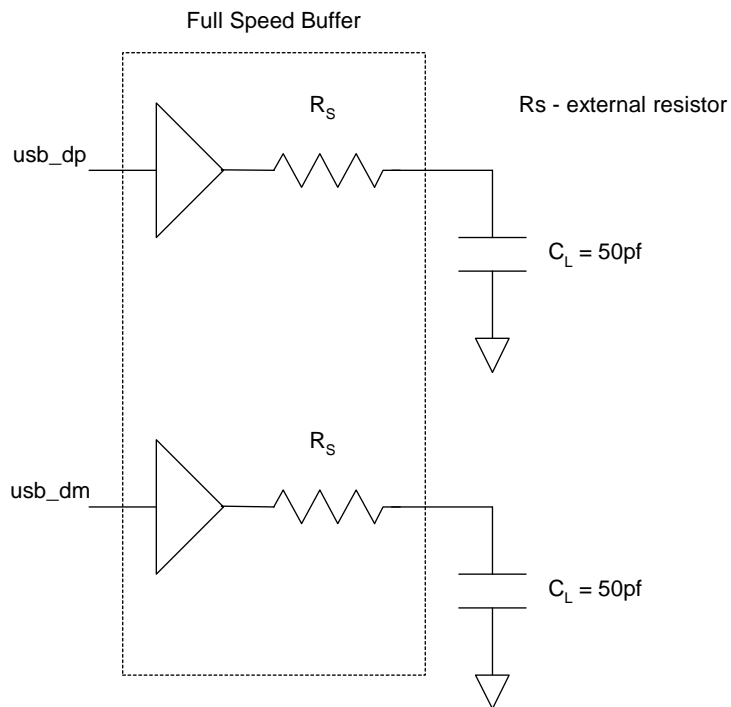 Full Speed Buffer
R_S
Rs - external resistor
usb_dp
C_L = 50pf
R_S
usb_dm
C_L = 50pf